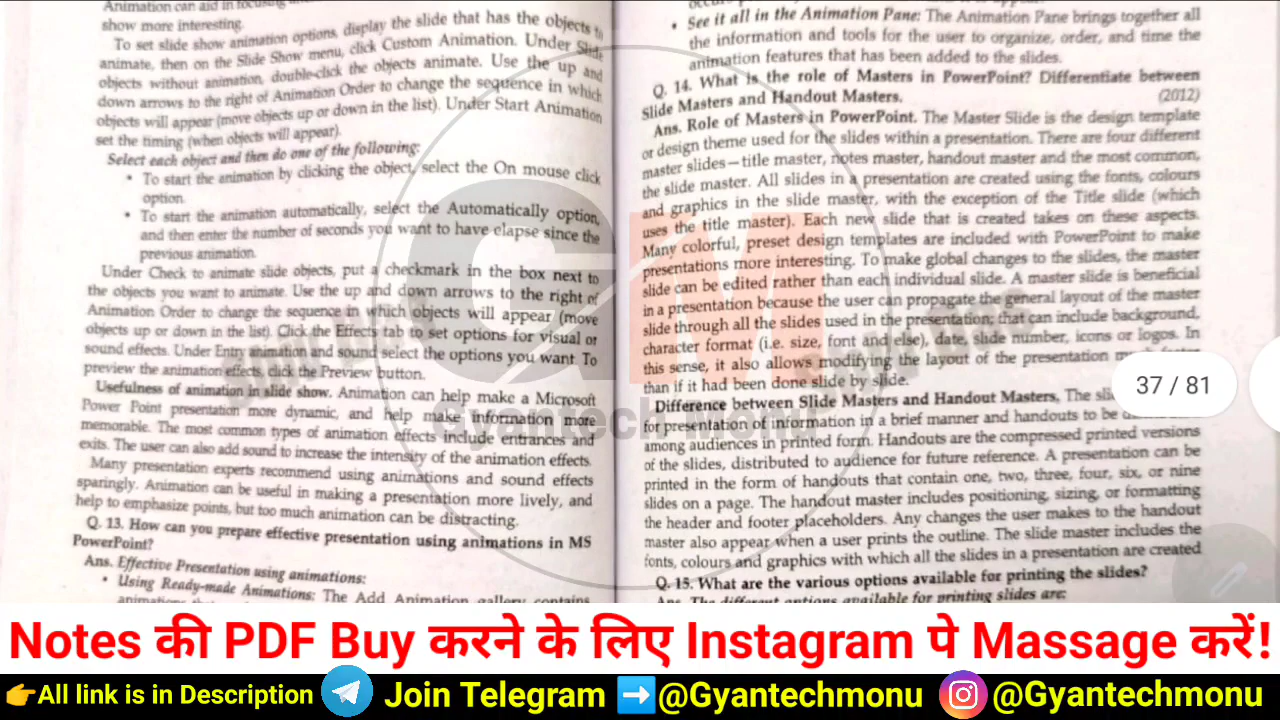 Animation can aid in focusing
show more interesting.
To set slide show animation options, display the slide that has the objects to
animate, then on the Slide Show menu, click Custom Animation. Under Slide
objects without animation, double-click the objects animate. Use the up and
down arrows to the right of Animation Order to change the sequence in which
objects will appear (move objects up or down in the list). Under Start Animation
set the timing (when objects will appear).
Select each object and then do one of the following:
• To start the animation by clicking the object, select the On mouse click
option.
• To start the animation automatically, select the Automatically option,
and then enter the number of seconds you want to have elapse since the
previous animation.
Under Check to animate slide objects, put a checkmark in the box next to
the objects you want to animate. Use the up and down arrows to the right of
Animation Order to change the sequence in which objects will appear (move
objects up or down in the list). Click the Effects tab to set options for visual or
sound effects. Under Entry animation and sound select the options you want. To
preview the animation effects, click the Preview button.
Usefulness of animation in slide show. Animation can help make a Microsoft
Power Point presentation more dynamic, and help make information more
memorable. The most common types of animation effects include entrances and
exits. The user can also add sound to increase the intensity of the animation effects.
Many presentation experts recommend using animations and sound effects
sparingly. Animation can be useful in making a presentation more lively, and
help to emphasize points, but too much animation can be distracting.
Q. 13. How can you prepare effective presentation using animations in MS
PowerPoint?
Ans. Effective Presentation using animations:
• Using Ready-made Animations: The Add Animation gallery contains
• See it all in the Animation Pane: The Animation Pane brings together all
the information and tools for the user to organize, order, and time the
animation features that has been added to the slides.
Q. 14. What is the role of Masters in PowerPoint? Differentiate between
Slide Masters and Handout Masters. (2012)
Ans. Role of Masters in PowerPoint. The Master Slide is the design template
or design theme used for the slides within a presentation. There are four different
master slides—title master, notes master, handout master and the most common,
the slide master. All slides in a presentation are created using the fonts, colours
and graphics in the slide master, with the exception of the Title slide (which
uses the title master). Each new slide that is created takes on these aspects.
Many colorful, preset design templates are included with PowerPoint to make
presentations more interesting. To make global changes to the slides, the master
slide can be edited rather than each individual slide. A master slide is beneficial
in a presentation because the user can propagate the general layout of the master
slide through all the slides used in the presentation; that can include background,
character format (i.e. size, font and else), date, slide number, icons or logos. In
this sense, it also allows modifying the layout of the presentation
than if it had been done slide by slide.
Difference between Slide Masters and Handout Masters. The
for presentation of information in a brief manner and handouts to be
among audiences in printed form. Handouts are the compressed printed versions
of the slides, distributed to audience for future reference. A presentation can be
printed in the form of handouts that contain one, two, three, four, six, or nine
slides on a page. The handout master includes positioning, sizing, or formatting
the header and footer placeholders. Any changes the user makes to the handout
master also appear when a user prints the outline. The slide master includes the
fonts, colours and graphics with which all the slides in a presentation are created
Q. 15. What are the various options available for printing the slides?
Ans. The different options available for printing slides are:
37 / 81
GM
Gyantech Monu
Notes की PDF Buy करने के लिए Instagram पे Massage करें!
👉All link is in Description Join Telegram ➡️@Gyantechmonu @Gyantechmonu